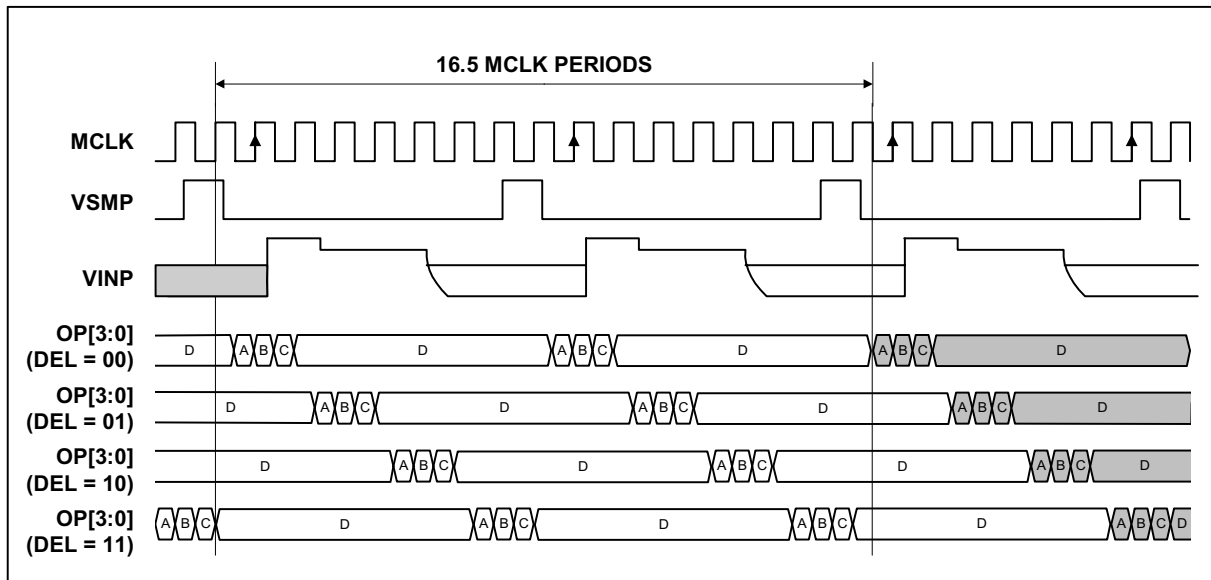 16.5 MCLK PERIODS
MCLK
VSMP
VINP
OP[3:0]
(DEL = 00)
D A B C D A B C D A B C D
OP[3:0]
(DEL = 01)
D A B C D A B C D A B C D
OP[3:0]
(DEL = 10)
D A B C D A B C D A B C D
OP[3:0]
(DEL = 11)
A B C D A B C D A B C D A B C D